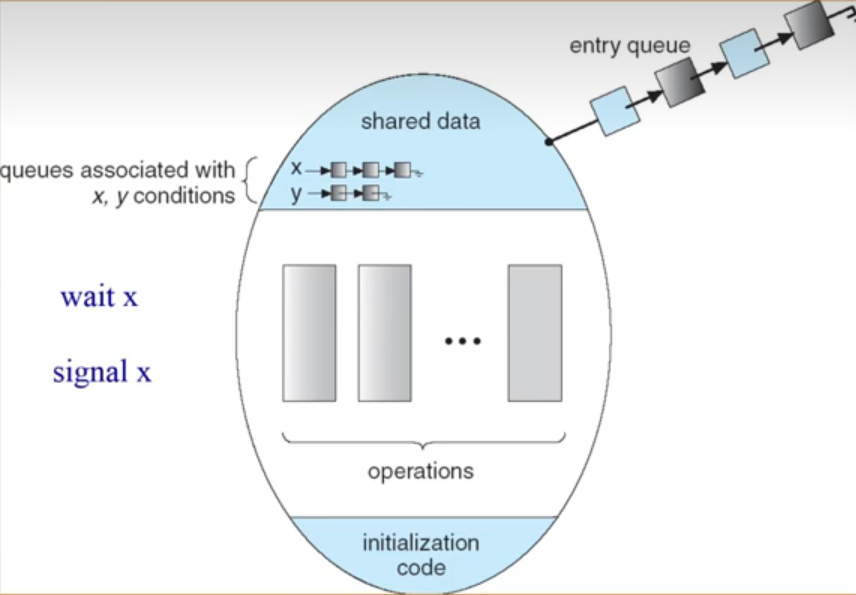 entry queue
shared data
queues associated with
x, y conditions
x
y
wait x
signal x
...
operations
initialization
code